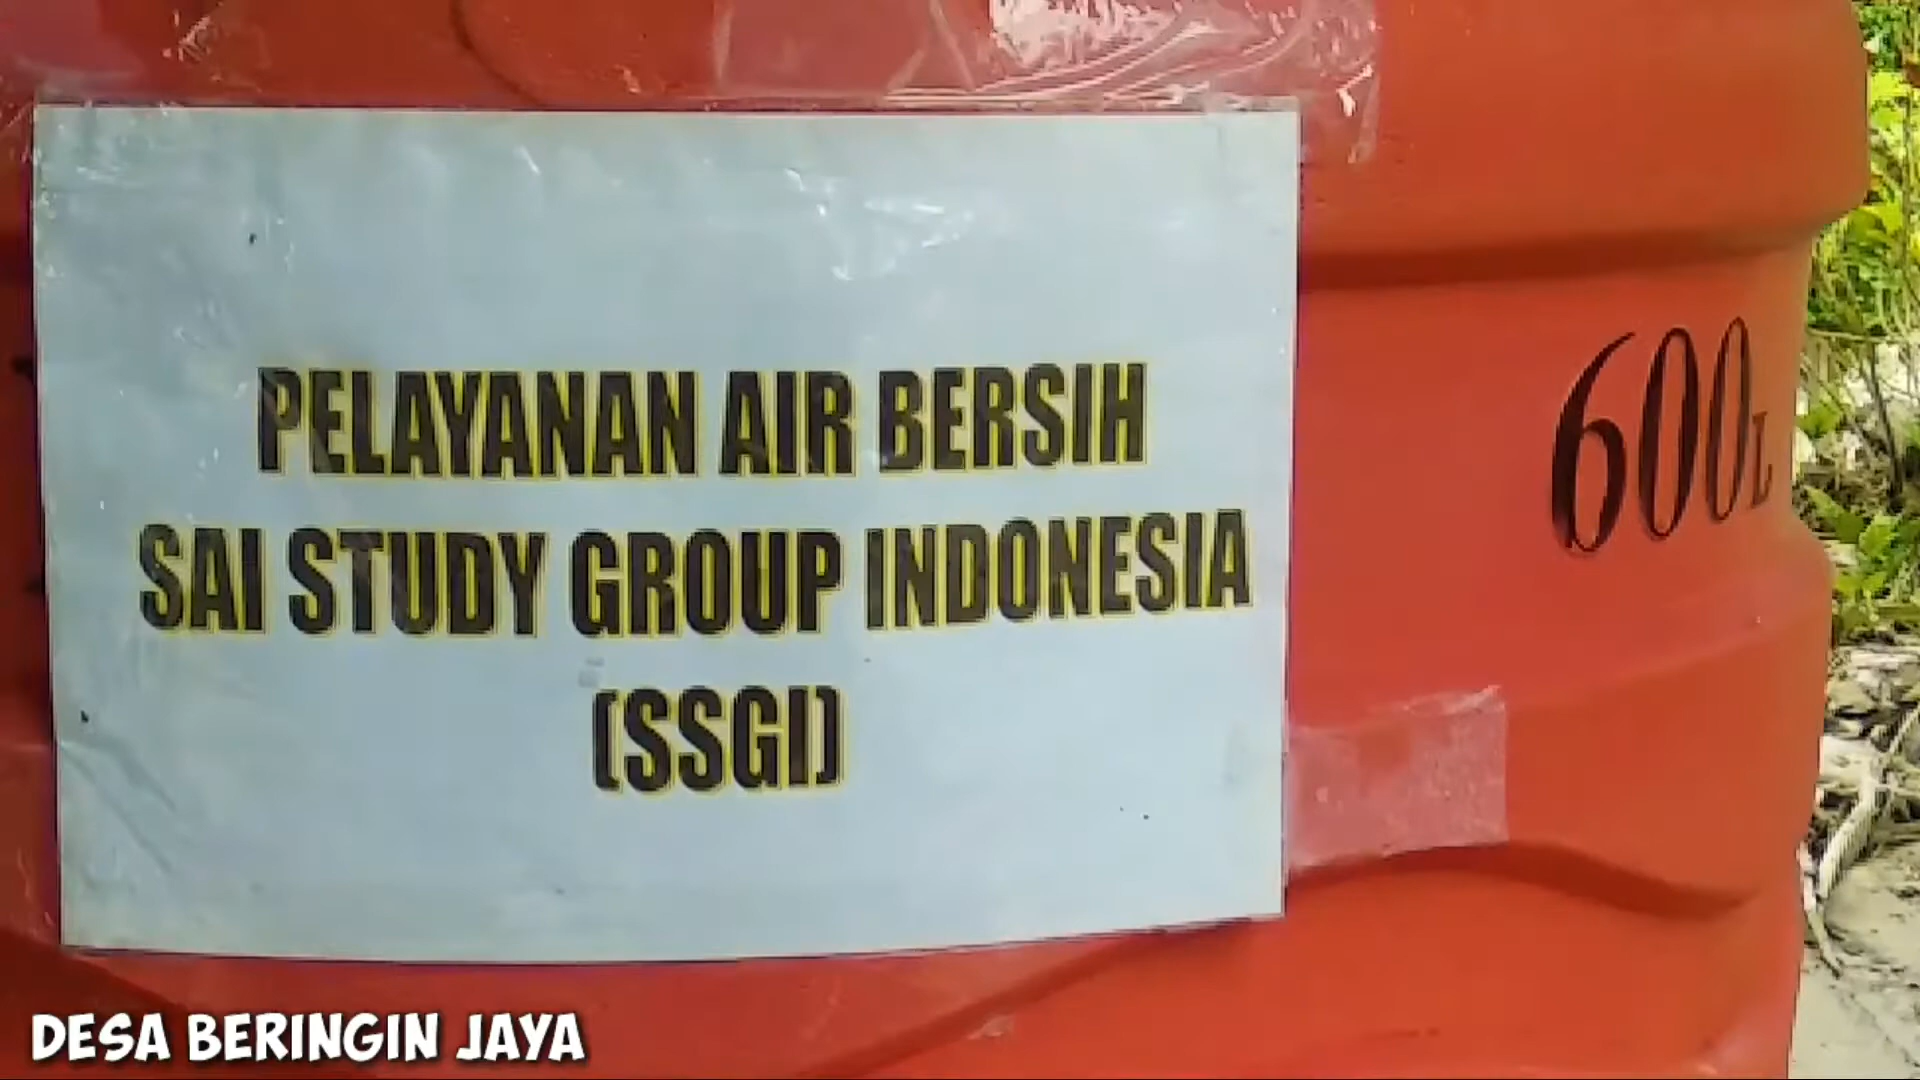 PELAYANAN AIR BERSIH
SAI STUDY GROUP INDONESIA
(SSGI)
600L
DESA BERINGIN JAYA